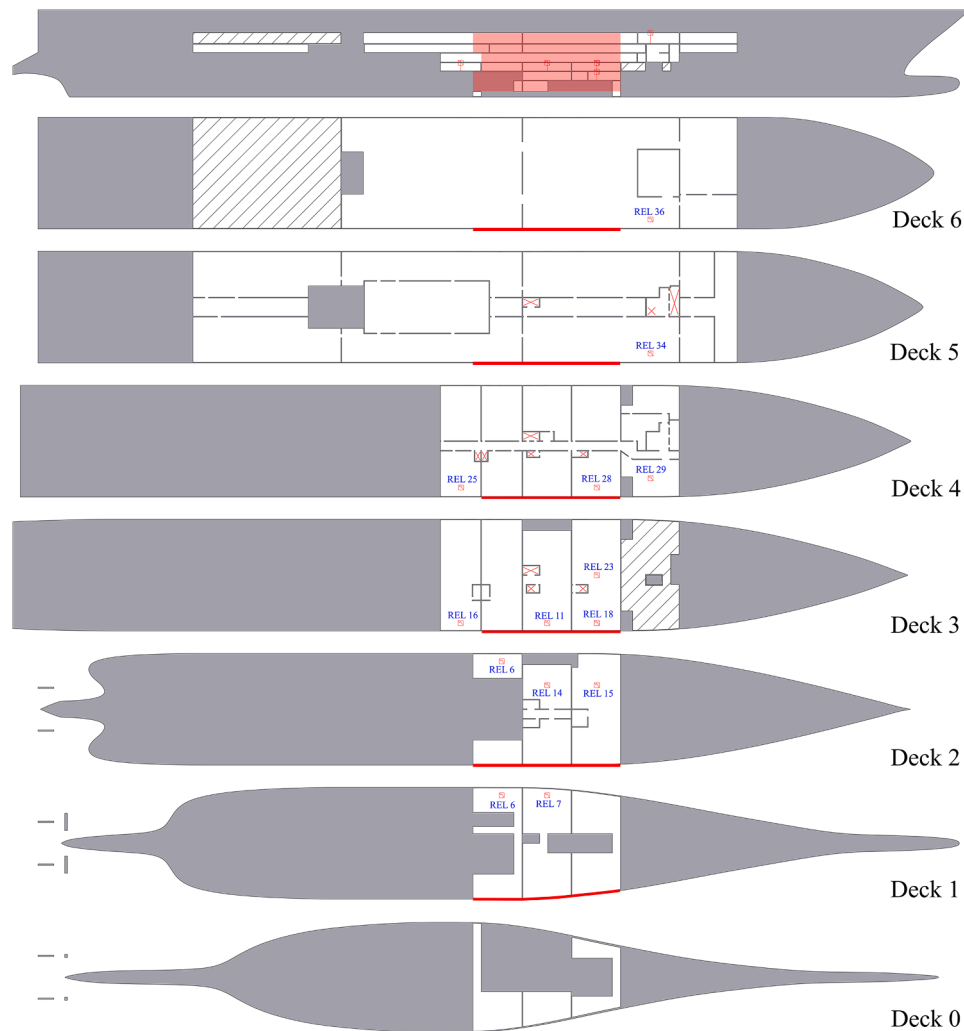 REL 36
Deck 6
REL 34
Deck 5
REL 25
REL 28
REL 29
Deck 4
REL 23
REL 16
REL 11
REL 18
Deck 3
REL 6
REL 14
REL 15
Deck 2
REL 6
REL 7
Deck 1
Deck 0